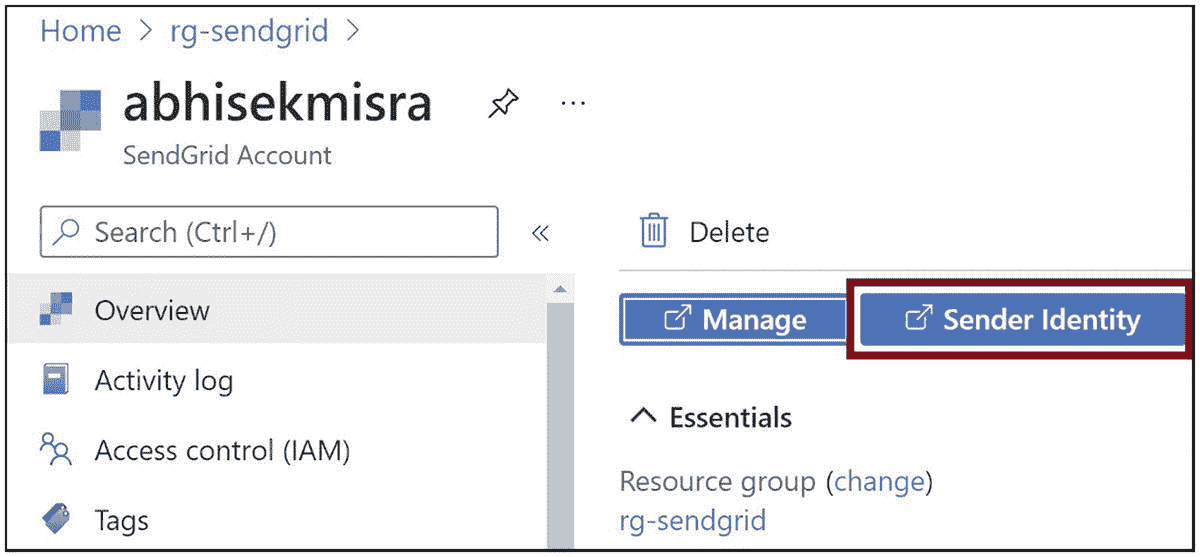 Home > rg-sendgrid >
abhisekmisra
...
SendGrid Account
Search (Ctrl+/)
«
Delete
Overview
Manage
Sender Identity
Activity log
Essentials
Access control (IAM)
Resource group (change)
Tags
rg-sendgrid